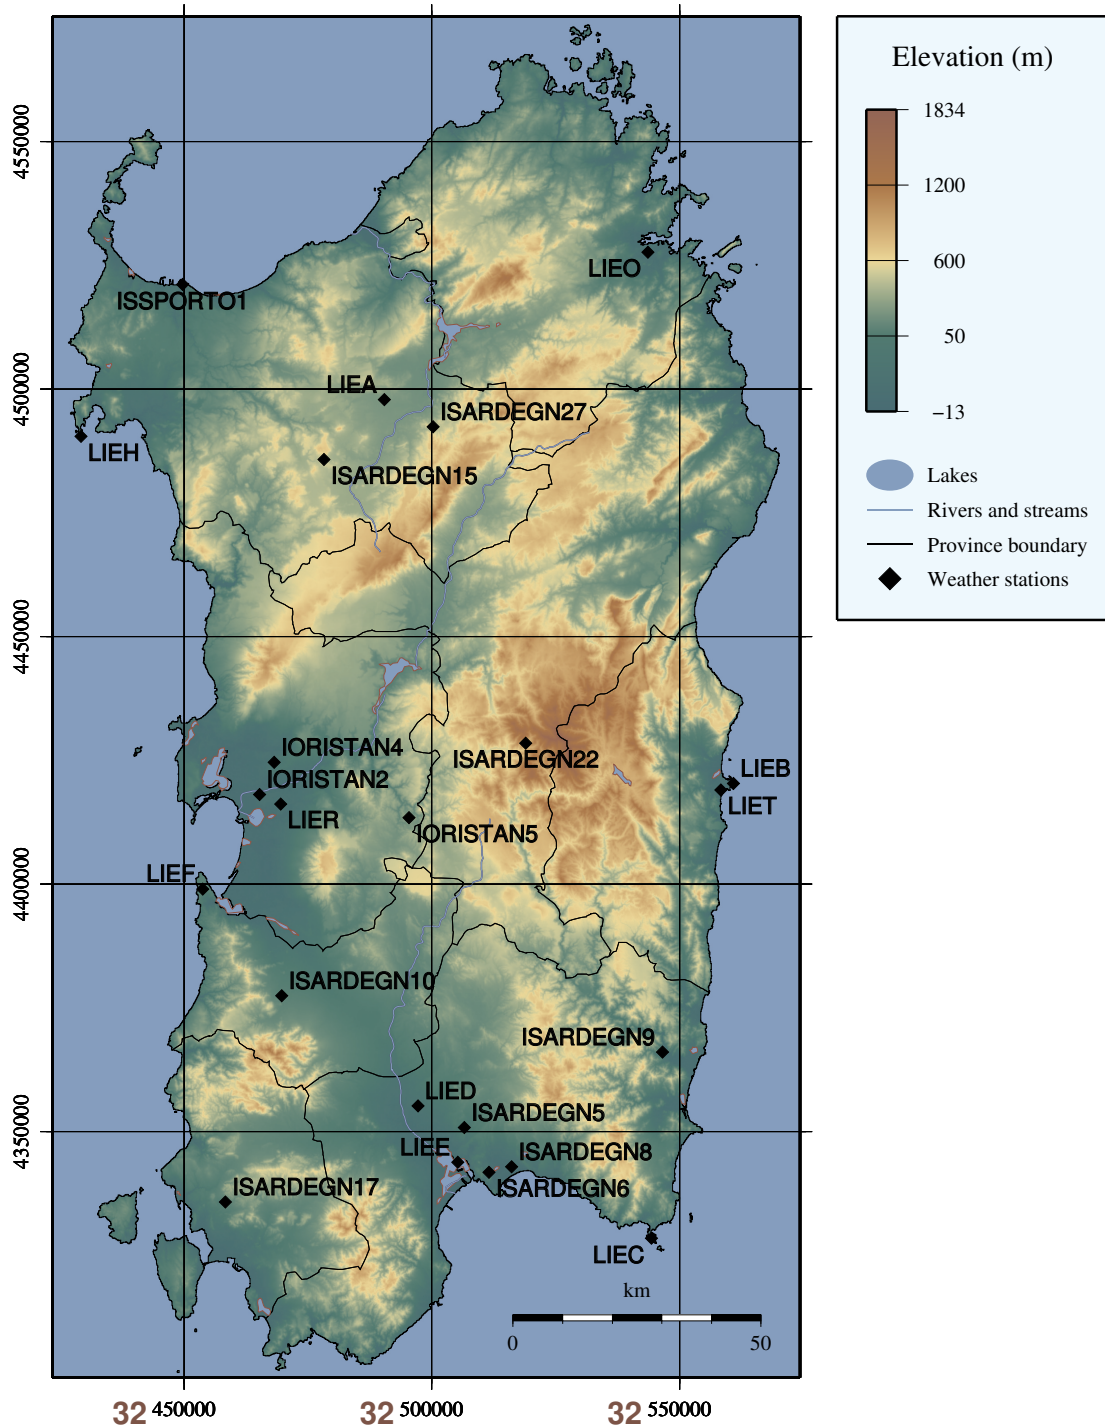 Elevation (m)
1834
1200
600
50
−13
Lakes
Rivers and streams
Province boundary
Weather stations
4550000
4500000
4450000
4400000
4350000
LIEO
ISSPORTO1
LIEA
ISARDEGN27
LIEH
ISARDEGN15
IORISTAN4
ISARDEGN22
IORISTAN2
LIEB
LIET
LIER
IORISTAN5
LIEF
ISARDEGN10
ISARDEGN9
LIED
ISARDEGN5
LIEE
ISARDEGN8
ISARDEGN6
ISARDEGN17
LIEC
km
0 50
32 450000 32 500000 32 550000